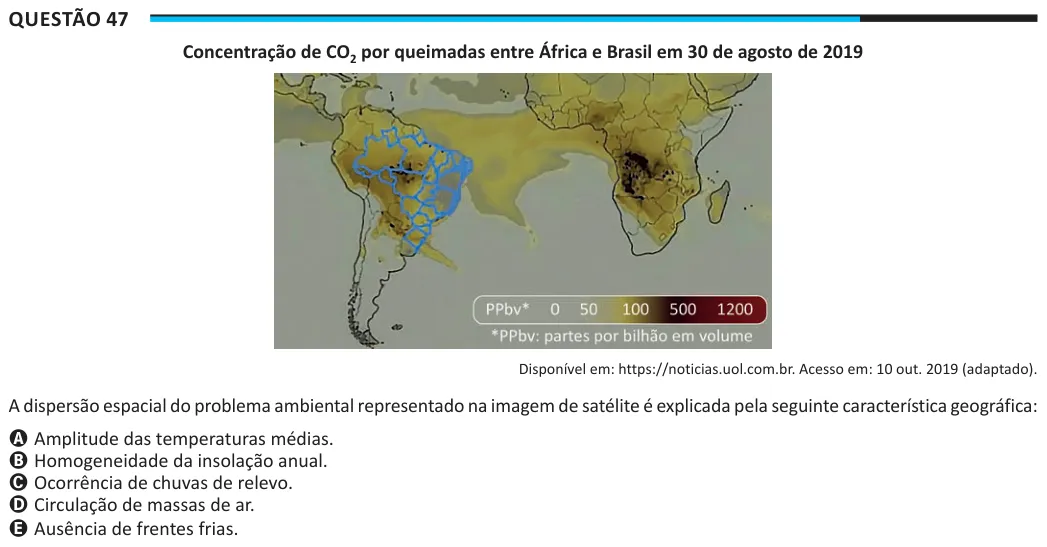 QUESTÃO 47
Concentração de CO₂ por queimadas entre África e Brasil em 30 de agosto de 2019
PPbv* 0 50 100 500 1200
*PPbv: partes por bilhão em volume
Disponível em: https://noticias.uol.com.br. Acesso em: 10 out. 2019 (adaptado).
A dispersão espacial do problema ambiental representado na imagem de satélite é explicada pela seguinte característica geográfica:
A Amplitude das temperaturas médias.
B Homogeneidade da insolação anual.
C Ocorrência de chuvas de relevo.
D Circulação de massas de ar.
E Ausência de frentes frias.